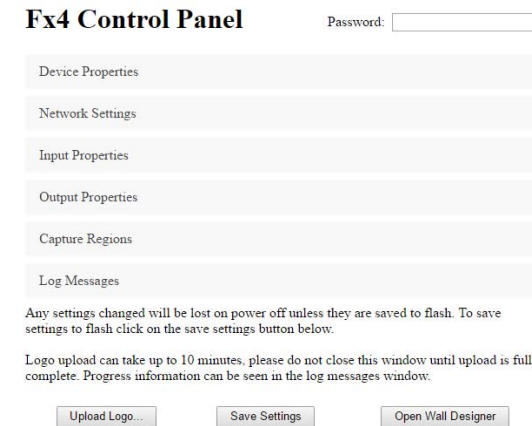 Fx4 Control Panel
Password:
Device Properties
Network Settings
Input Properties
Output Properties
Capture Regions
Log Messages
Any settings changed will be lost on power off unless they are saved to flash. To save
settings to flash click on the save settings button below.
Logo upload can take up to 10 minutes, please do not close this window until upload is full
complete. Progress information can be seen in the log messages window.
Upload Logo...
Save Settings
Open Wall Designer